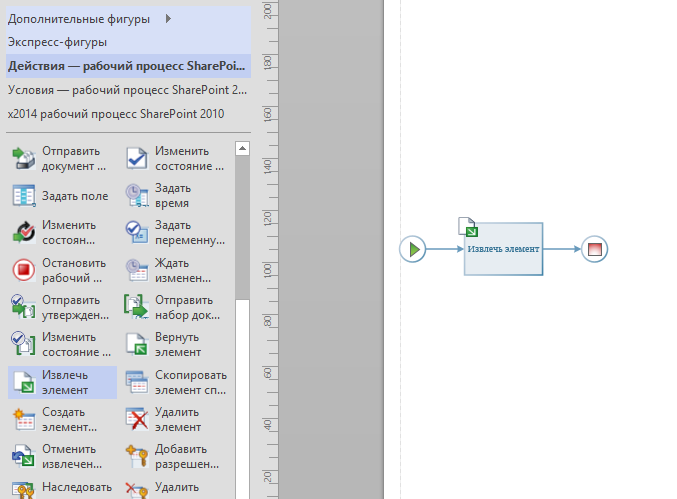 Дополнительные фигуры
Экспресс-фигуры
Действия — рабочий процесс SharePoi...
Условия — рабочий процесс SharePoint 2...
x2014 рабочий процесс SharePoint 2010
Отправить
документ ...
Изменить
состояние ...
Задать поле
Задать
время
Изменить
состоян...
Задать
переменну...
Остановить
рабочий ...
Ждать
изменен...
Отправить
утвержден...
Отправить
набор док...
Изменить
состояние ...
Вернуть
элемент
Извлечь
элемент
Скопировать
элемент сп...
Создать
элемент...
Удалить
элемент
Отменить
извлечен...
Добавить
разрешен...
Наследовать
Удалить
200
180
160
140
120
100
80
60
40
20
Извлечь элемент